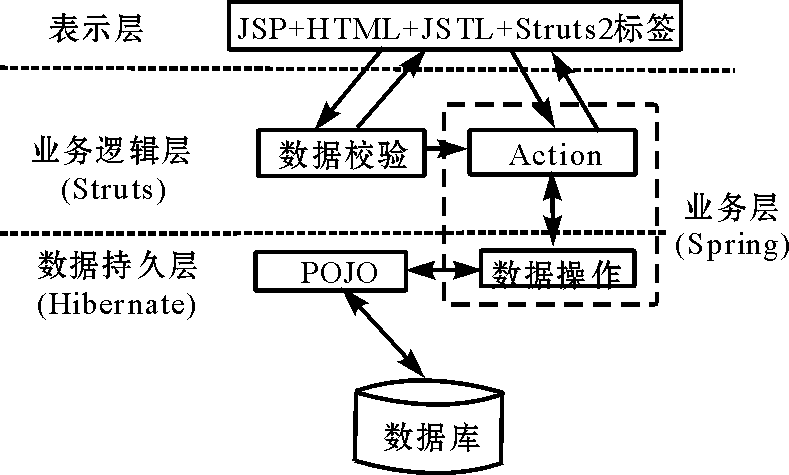 表示层
JSP+HTML+JSTL+Struts2标签
业务逻辑层
(Struts)
数据校验
Action
业务层
(Spring)
数据持久层
(Hibernate)
POJO
数据操作
数据库